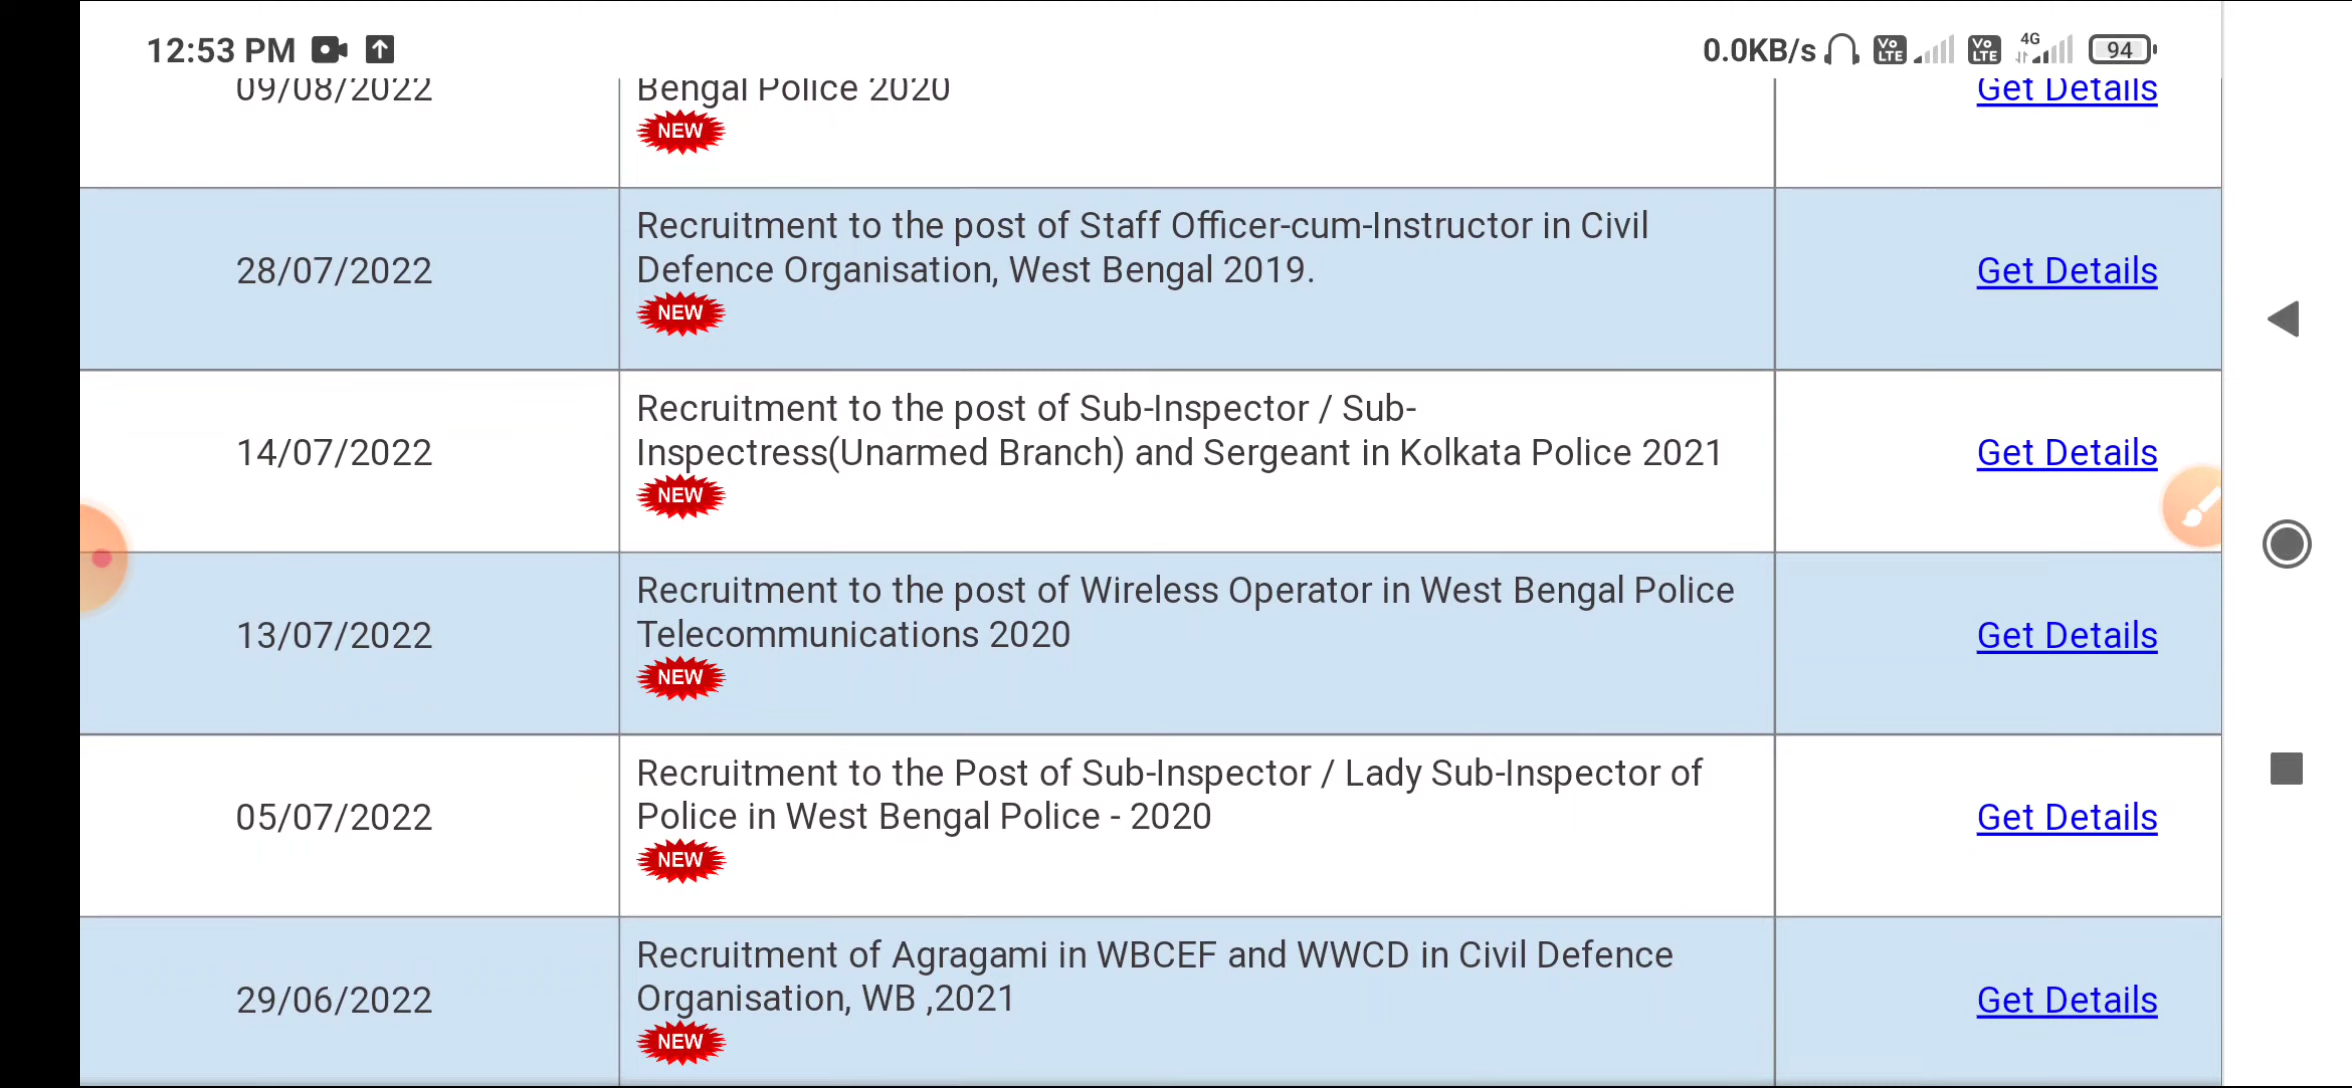 12:53 PM
0.0KB/s Vo LTE Vo LTE 4G 94
09/08/2022 Bengal Police 2020 Get Details
NEW
Recruitment to the post of Staff Officer-cum-Instructor in Civil
28/07/2022 Defence Organisation, West Bengal 2019. Get Details
NEW
Recruitment to the post of Sub-Inspector / Sub-
14/07/2022 Inspectress(Unarmed Branch) and Sergeant in Kolkata Police 2021 Get Details
NEW
Recruitment to the post of Wireless Operator in West Bengal Police
13/07/2022 Telecommunications 2020 Get Details
NEW
Recruitment to the Post of Sub-Inspector / Lady Sub-Inspector of
05/07/2022 Police in West Bengal Police - 2020 Get Details
NEW
Recruitment of Agragami in WBCEF and WWCD in Civil Defence
29/06/2022 Organisation, WB ,2021 Get Details
NEW